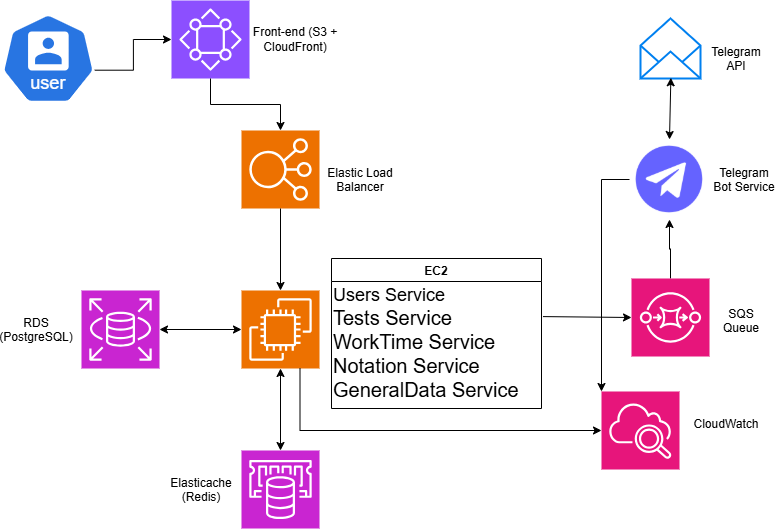 user
Front-end (S3 +
CloudFront)
Elastic Load
Balancer
Telegram
API
Telegram
Bot Service
EC2
Users Service
Tests Service
WorkTime Service
Notation Service
GeneralData Service
RDS
(PostgreSQL)
SQS
Queue
CloudWatch
Elasticache
(Redis)